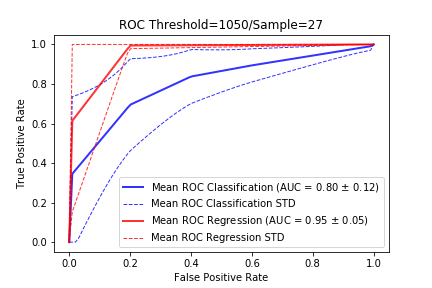 ROC Threshold=1050/Sample=27
True Positive Rate
1.0
0.8
0.6
0.4
0.2
0.0
Mean ROC Classification (AUC = 0.80 ± 0.12)
Mean ROC Classification STD
Mean ROC Regression (AUC = 0.95 ± 0.05)
Mean ROC Regression STD
0.0 0.2 0.4 0.6 0.8 1.0
False Positive Rate